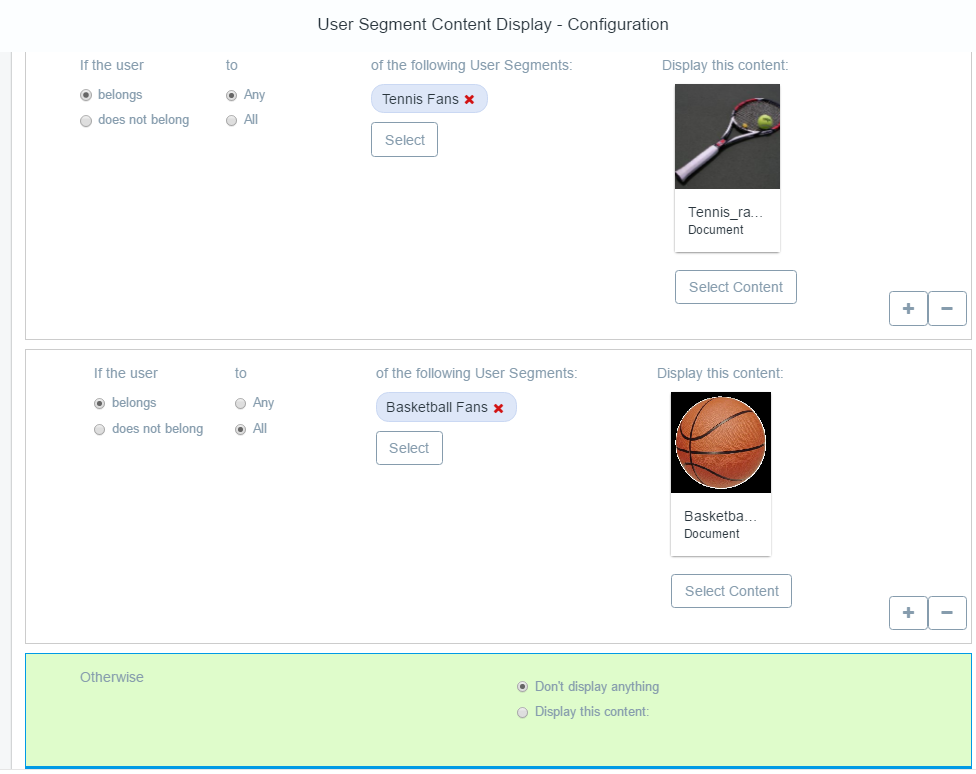 User Segment Content Display - Configuration
If the user to of the following User Segments: Display this content:
belongs Any Tennis Fans
does not belong All
Select
Tennis_ra...
Document
Select Content
+ −
If the user to of the following User Segments: Display this content:
belongs Any Basketball Fans
does not belong All
Select
Basketba...
Document
Select Content
+ −
Otherwise
Don't display anything
Display this content: